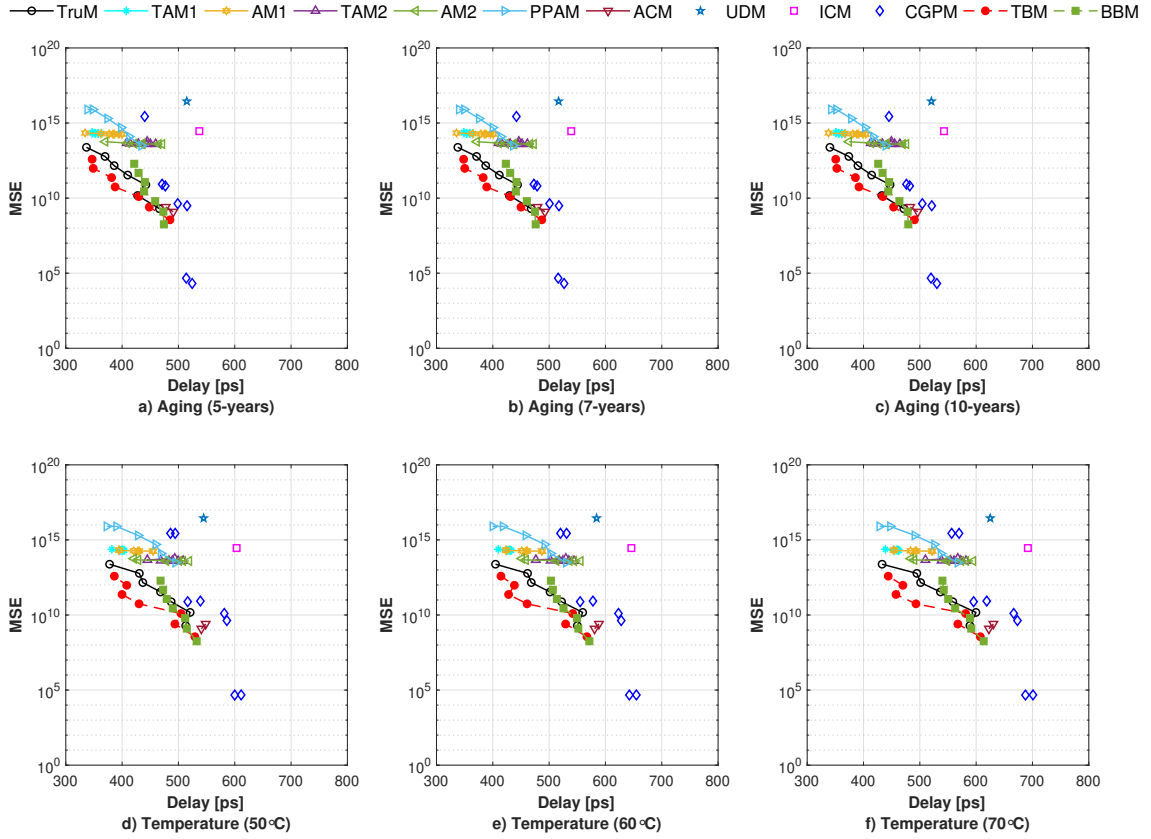 TruM TAM1 AM1 TAM2 AM2 PPAM ACM UDM ICM CGPM TBM BBM
10^20 10^20 10^20
10^15 10^15 10^15
10^10 10^10 10^10
10^5 10^5 10^5
10^0 10^0 10^0
MSE MSE MSE
300 400 500 600 700 800 300 400 500 600 700 800 300 400 500 600 700 800
Delay [ps] Delay [ps] Delay [ps]
a) Aging (5-years) b) Aging (7-years) c) Aging (10-years)
10^20 10^20 10^20
10^15 10^15 10^15
10^10 10^10 10^10
10^5 10^5 10^5
10^0 10^0 10^0
MSE MSE MSE
300 400 500 600 700 800 300 400 500 600 700 800 300 400 500 600 700 800
Delay [ps] Delay [ps] Delay [ps]
d) Temperature (50°C) e) Temperature (60°C) f) Temperature (70°C)